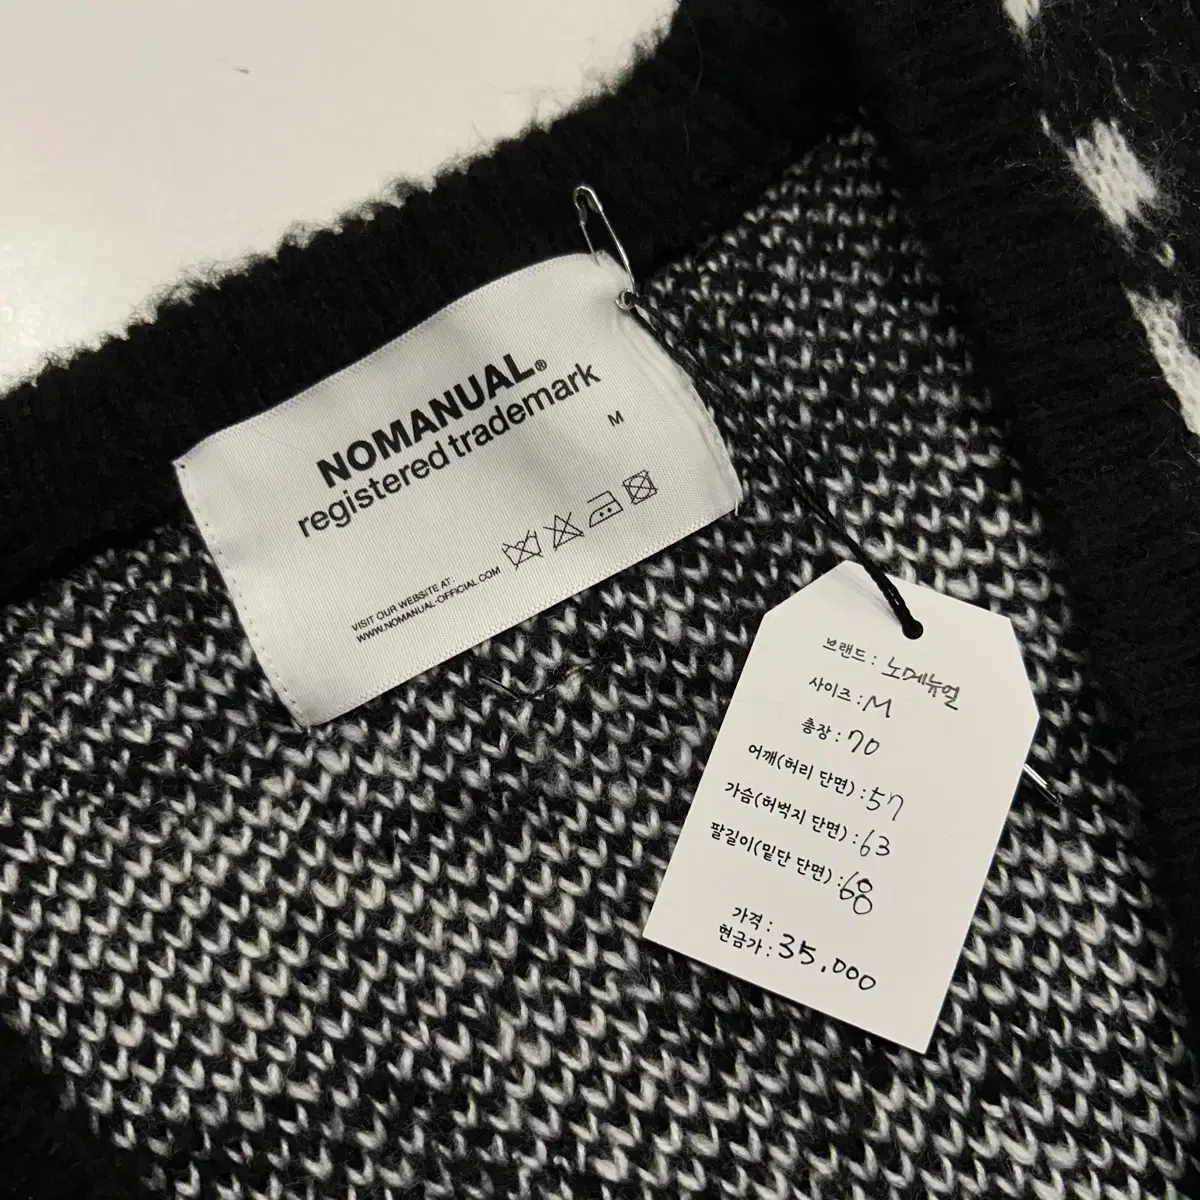 NOMANUAL®
registered trademark
M
VISIT OUR WEBSITE AT:
WWW.NOMANUAL-OFFICIAL.COM
브랜드 : 노메뉴얼
사이즈 : M
총장 : 70
어깨(허리 단면) : 57
가슴(허벅지 단면) : 63
팔길이(밑단 단면) : 68
가격 :
현금가 : 35,000